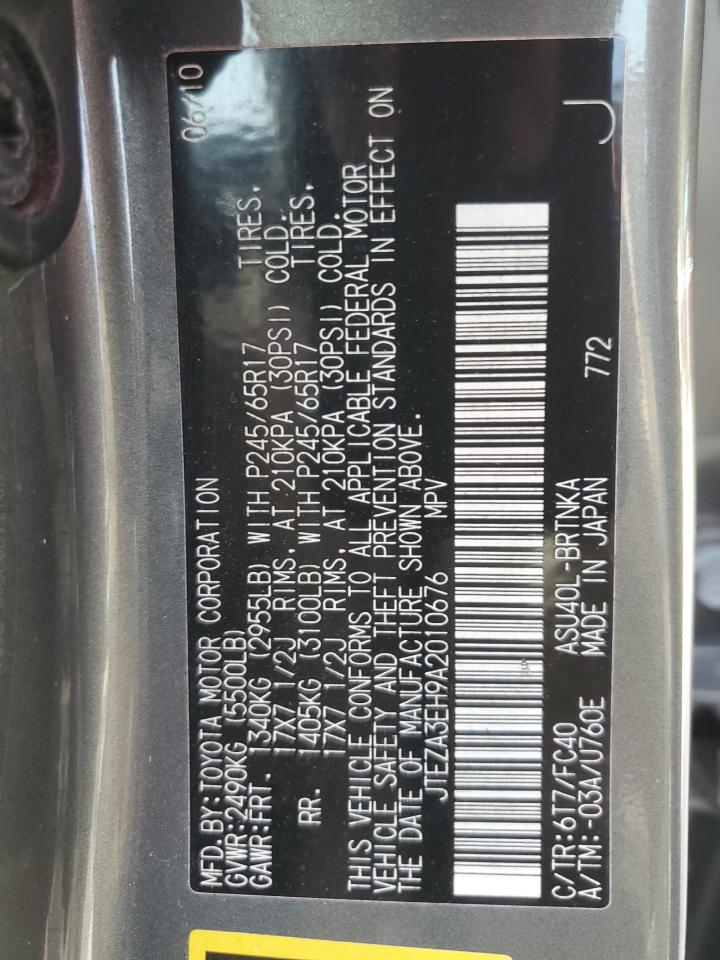 MFD.BY:TOYOTA MOTOR CORPORATION 06/10
GVWR:2490KG (5500LB)
GAWR:FRT. 1340KG (2955LB) WITH P245/65R17 TIRES,
17X7 1/2J RIMS, AT 210KPA (30PSI) COLD.
RR. 1405KG (3100LB) WITH P245/65R17 TIRES,
17X7 1/2J RIMS, AT 210KPA (30PSI) COLD.
THIS VEHICLE CONFORMS TO ALL APPLICABLE FEDERAL MOTOR
VEHICLE SAFETY AND THEFT PREVENTION STANDARDS IN EFFECT ON
THE DATE OF MANUFACTURE SHOWN ABOVE.
JTEZA3EH9A2010676 MPV
C/TR:6T7/FC40 ASU40L-BRTNKA 772 J
A/TM:-03A/U760E MADE IN JAPAN